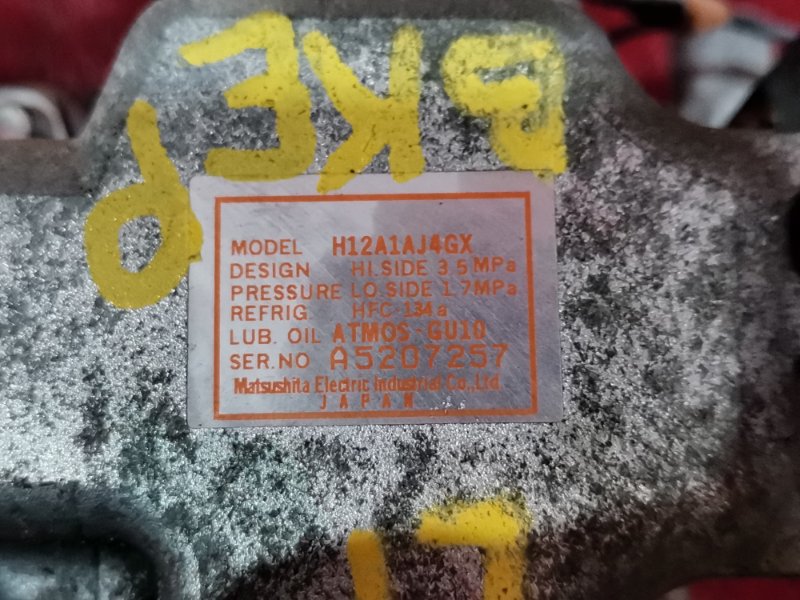 MODEL H12A1AJ4GX
DESIGN HI.SIDE 3.5MPa
PRESSURE LO.SIDE 1.7MPa
REFRIG HFC-134a
LUB. OIL ATMOS-GU10
SER.NO A5207257
Matsushita Electric Industrial Co., Ltd.
JAPAN